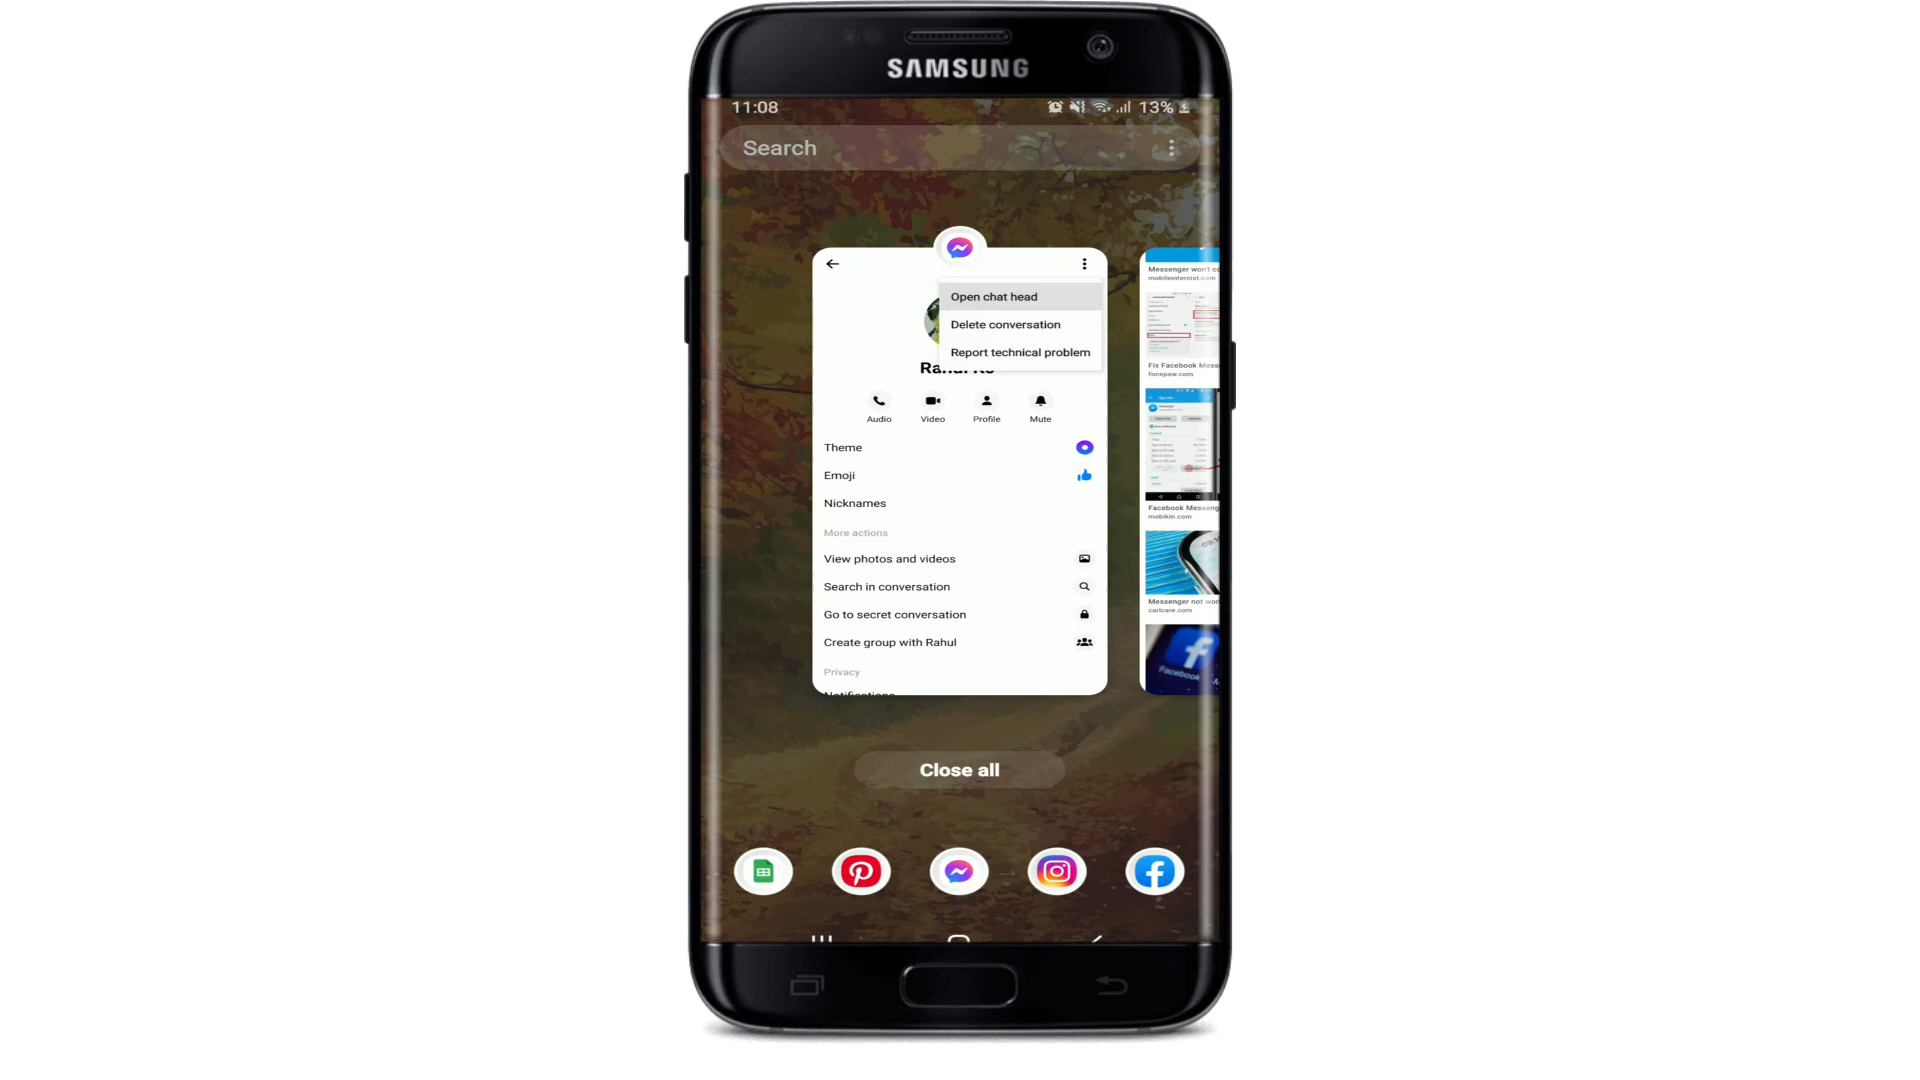 SAMSUNG
11:08
13%
Search
Open chat head
Delete conversation
Report technical problem
Audio
Video
Profile
Mute
Theme
Emoji
Nicknames
More actions
View photos and videos
Search in conversation
Go to secret conversation
Create group with Rahul
Privacy
Notifications
Messenger won't co
mobileinternist.com
Fix Facebook Mess
fonepaw.com
Facebook Messeng
mobikin.com
Messenger not wor
carlcare.com
Facebook
Close all